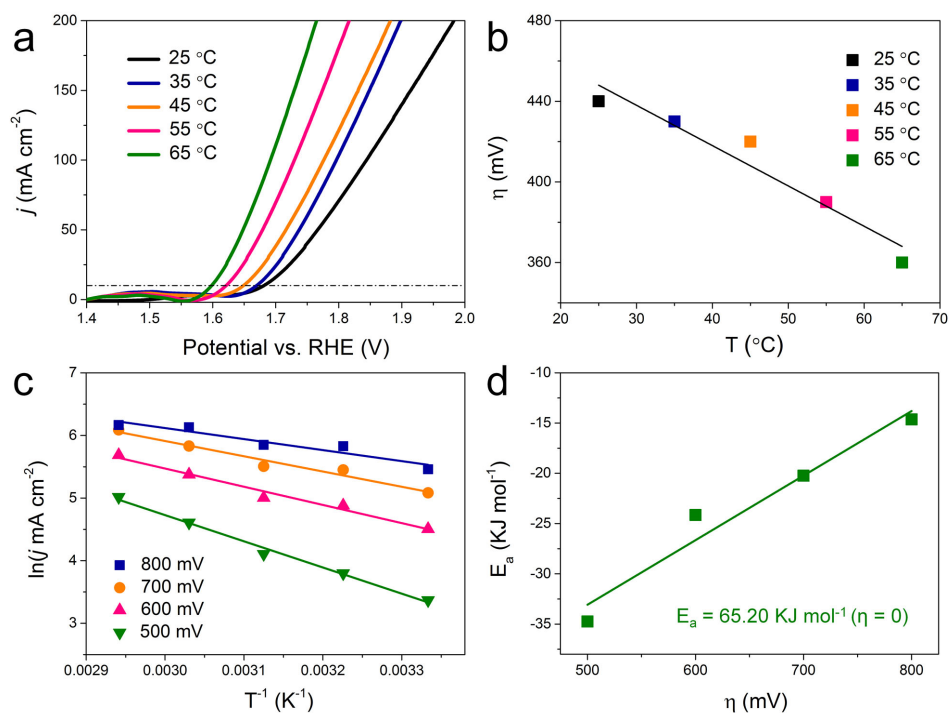 a
200
150
100
50
0
j (mA cm-2)
25 °C
35 °C
45 °C
55 °C
65 °C
1.4 1.5 1.6 1.7 1.8 1.9 2.0
Potential vs. RHE (V)
b
480
440
400
360
η (mV)
25 °C
35 °C
45 °C
55 °C
65 °C
20 30 40 50 60 70
T (°C)
c
7
6
5
4
3
ln(j mA cm-2)
800 mV
700 mV
600 mV
500 mV
0.0029 0.0030 0.0031 0.0032 0.0033
T-1 (K-1)
d
-10
-15
-20
-25
-30
-35
Ea (KJ mol-1)
Ea = 65.20 KJ mol-1 (η = 0)
500 600 700 800
η (mV)